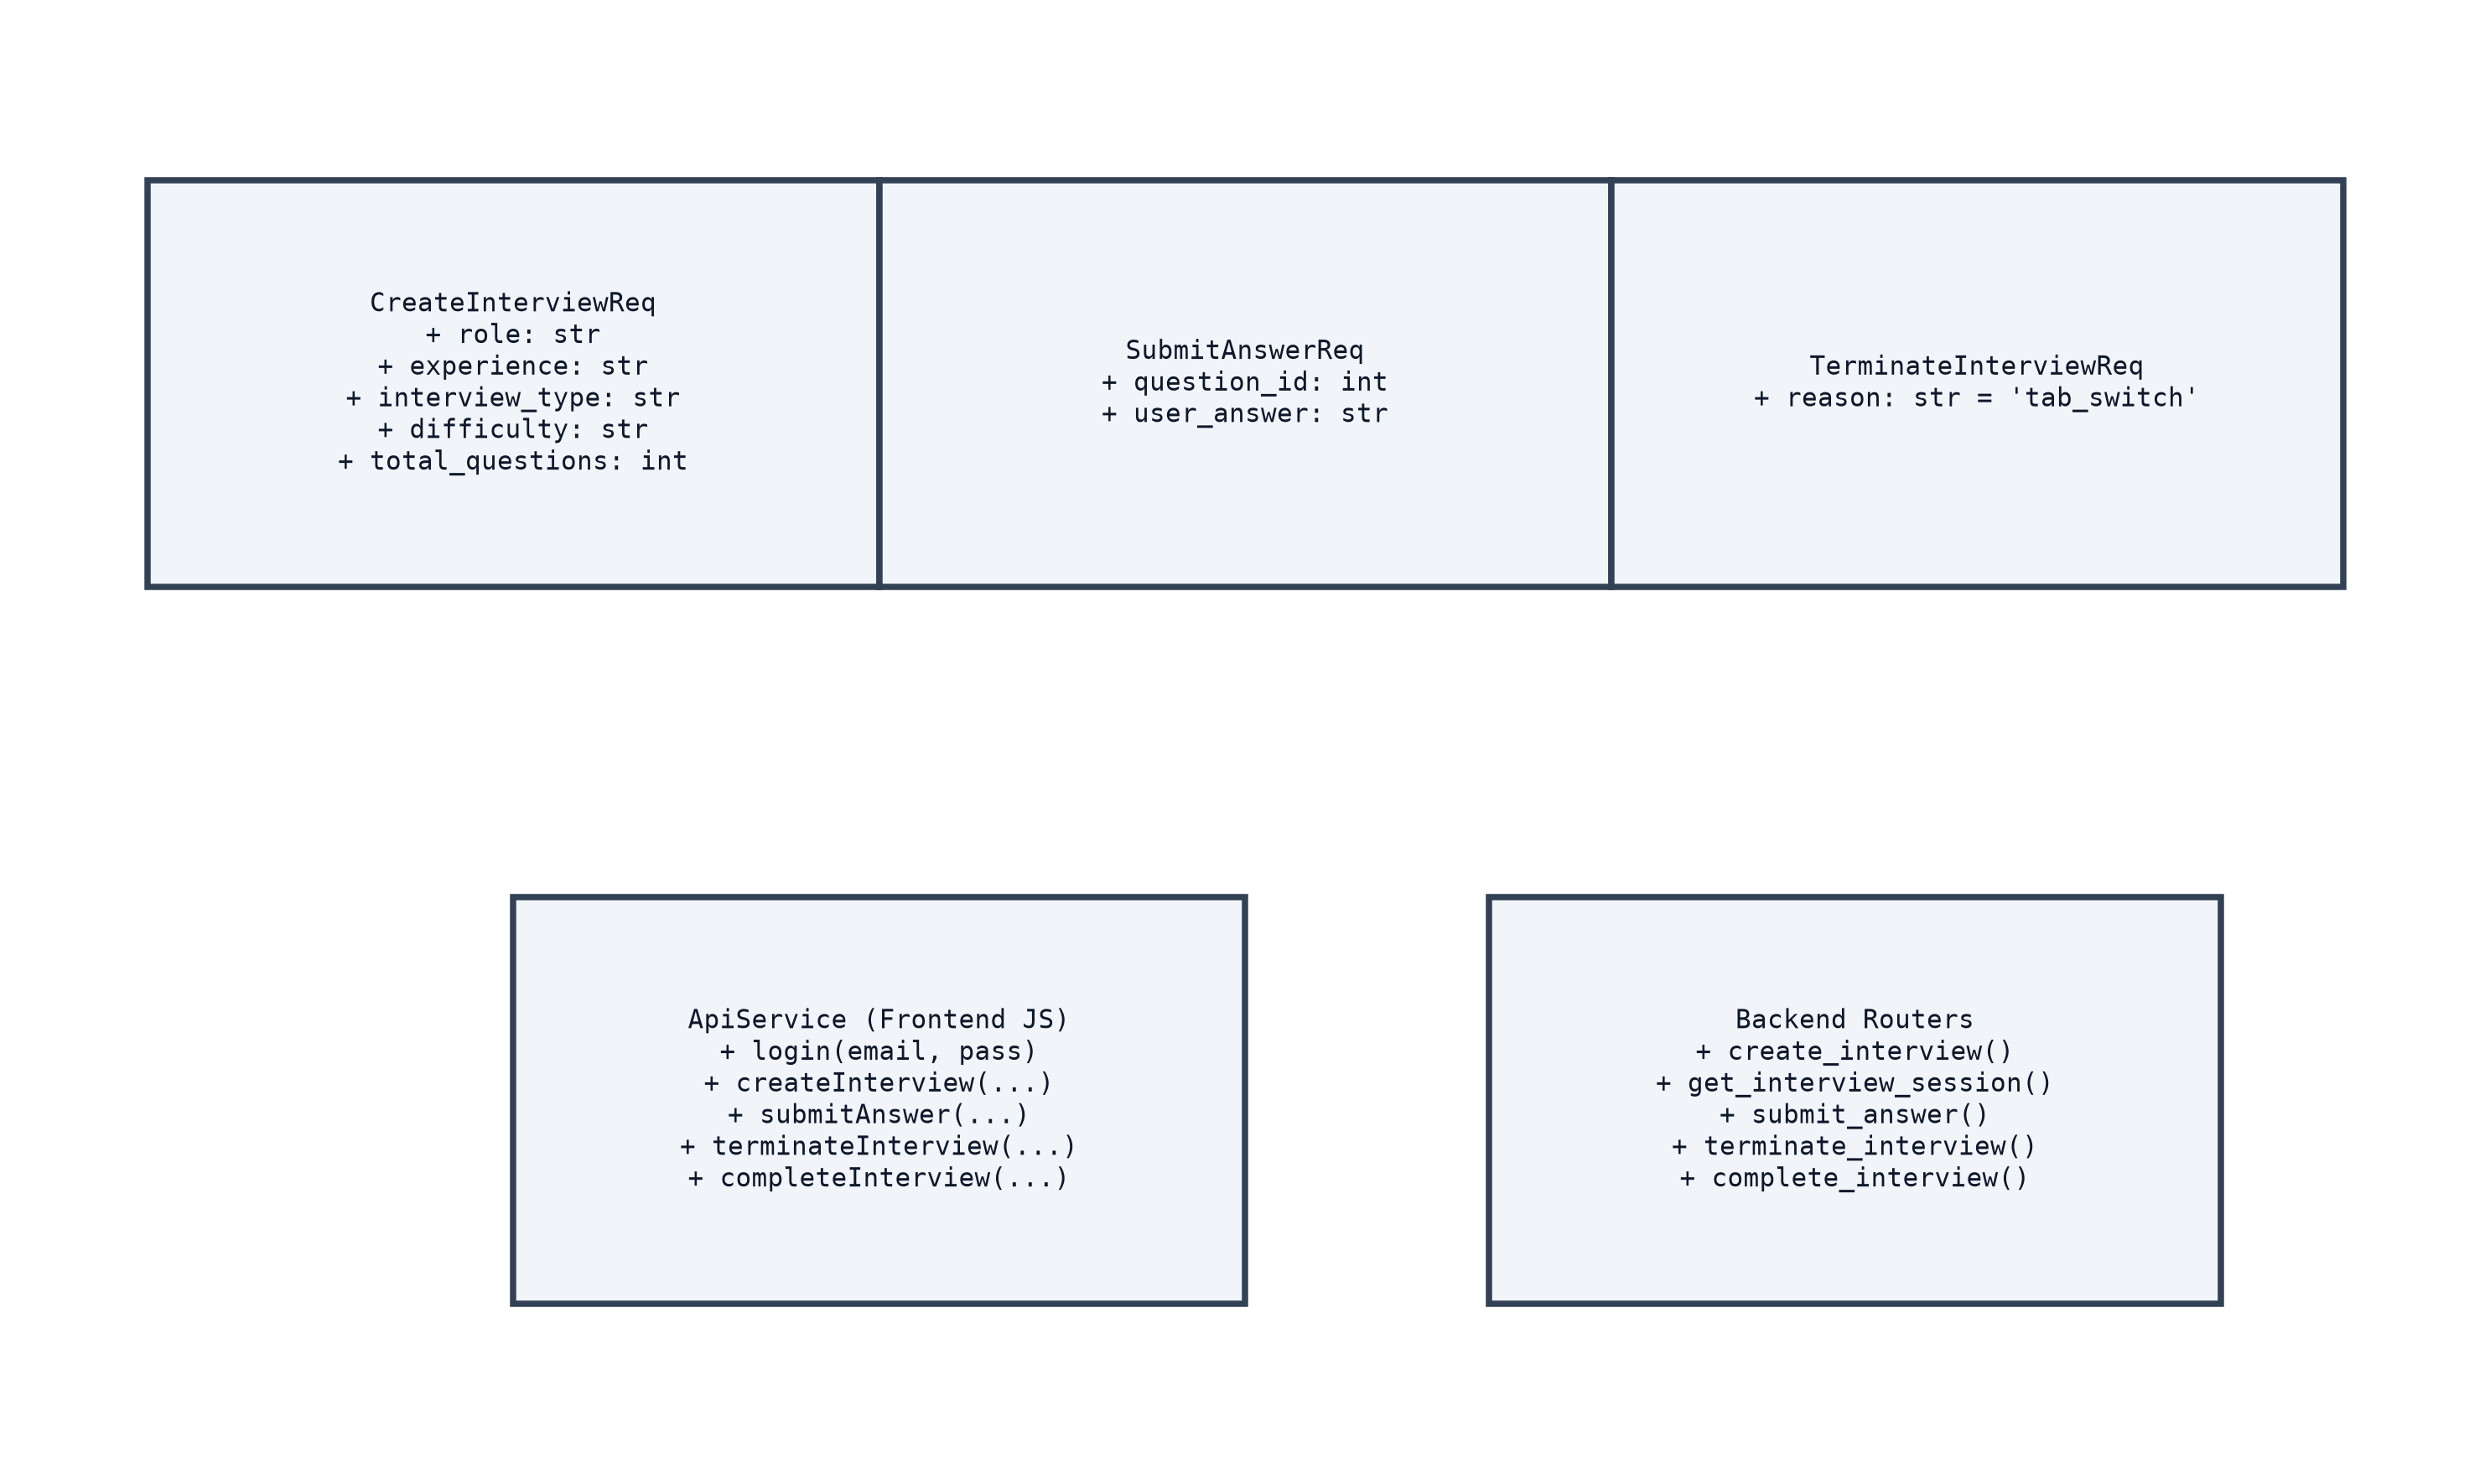 CreateInterviewReq
+ role: str
+ experience: str
+ interview_type: str
+ difficulty: str
+ total_questions: int
SubmitAnswerReq
+ question_id: int
+ user_answer: str
TerminateInterviewReq
+ reason: str = 'tab_switch'
ApiService (Frontend JS)
+ login(email, pass)
+ createInterview(...)
+ submitAnswer(...)
+ terminateInterview(...)
+ completeInterview(...)
Backend Routers
+ create_interview()
+ get_interview_session()
+ submit_answer()
+ terminate_interview()
+ complete_interview()